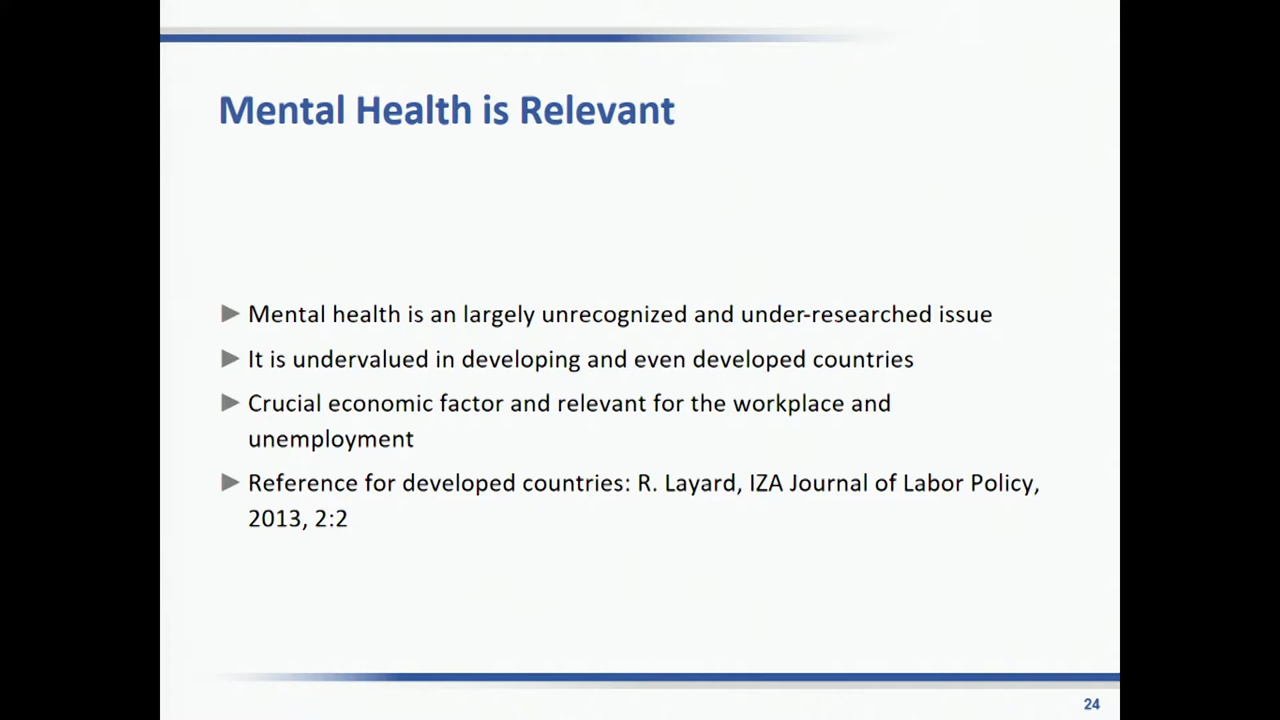 Mental Health is Relevant
Mental health is an largely unrecognized and under-researched issue
It is undervalued in developing and even developed countries
Crucial economic factor and relevant for the workplace and
unemployment
Reference for developed countries: R. Layard, IZA Journal of Labor Policy,
2013, 2:2
24